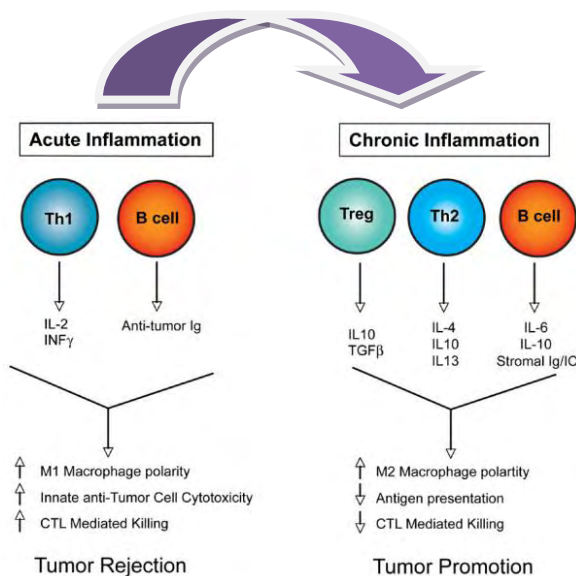 Acute Inflammation
Th1
B cell
IL-2
INFγ
Anti-tumor Ig
M1 Macrophage polarity
Innate anti-Tumor Cell Cytotoxicity
CTL Mediated Killing
Tumor Rejection
Chronic Inflammation
Treg
Th2
B cell
IL10
TGFβ
IL-4
IL10
IL13
IL-6
IL-10
Stromal Ig/IC
M2 Macrophage polartity
Antigen presentation
CTL Mediated Killing
Tumor Promotion